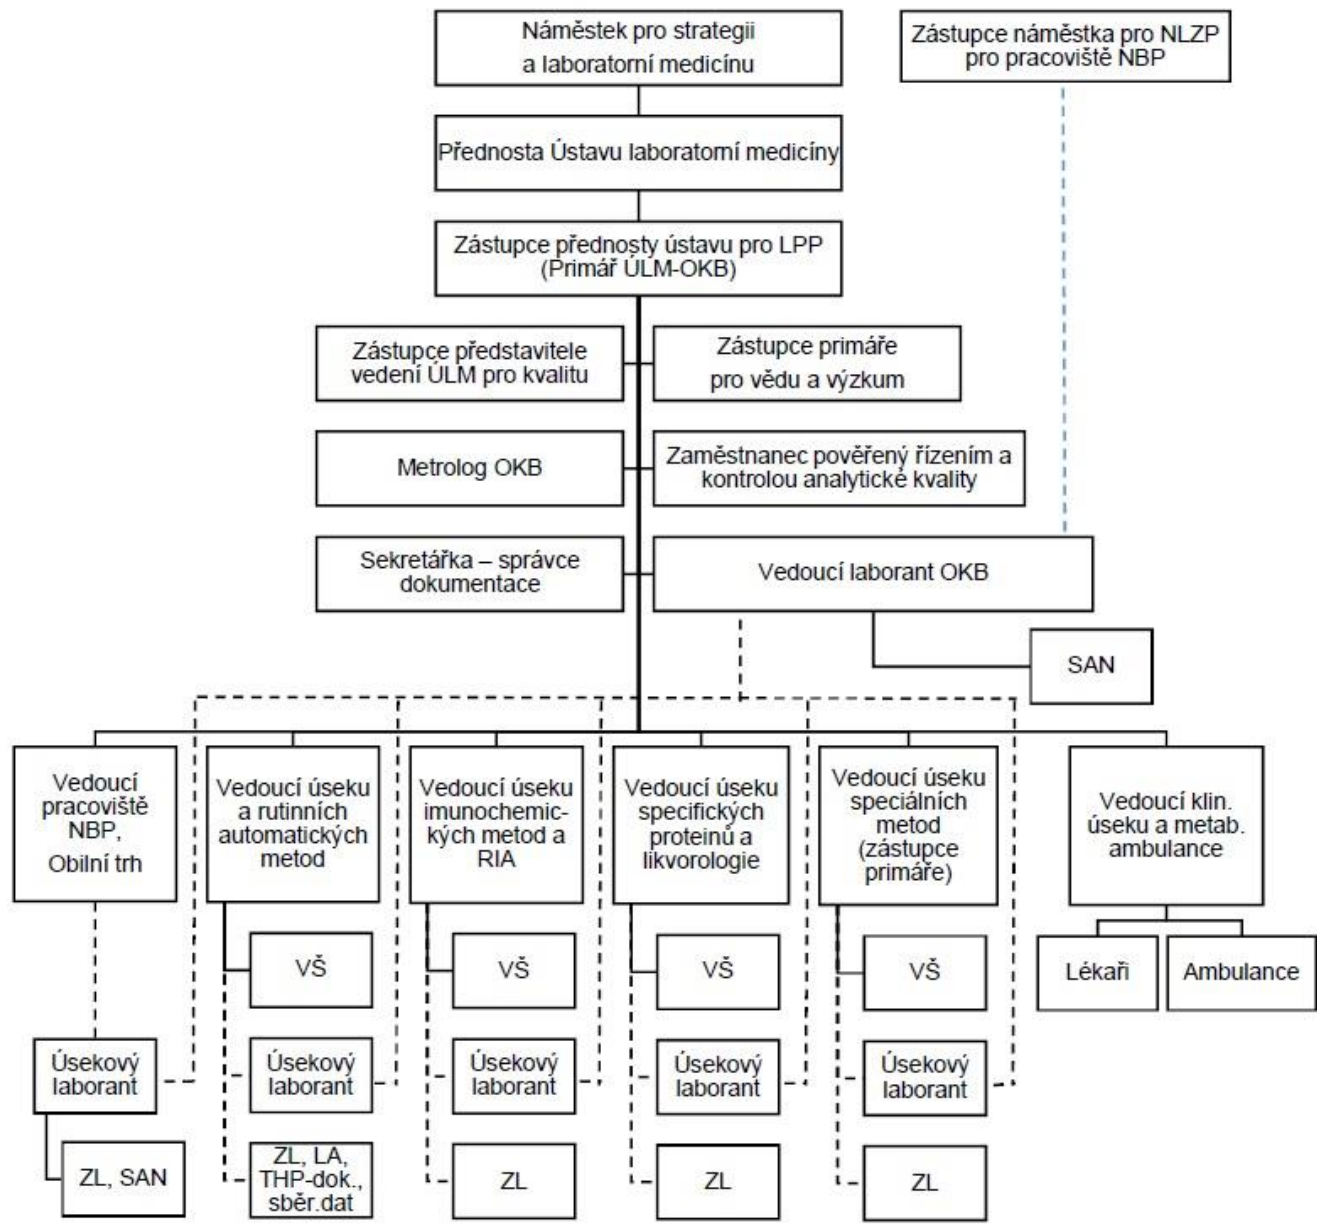 Náměstek pro strategii
a laboratorní medicínu
Zástupce náměstka pro NLZP
pro pracoviště NBP
Přednosta Ústavu laboratorní medicíny
Zástupce přednosty ústavu pro LPP
(Primář ÚLM-OKB)
Zástupce představitele
vedení ÚLM pro kvalitu
Zástupce primáře
pro vědu a výzkum
Metrolog OKB
Zaměstnanec pověřený řízením a
kontrolou analytické kvality
Sekretářka – správce
dokumentace
Vedoucí laborant OKB
SAN
Vedoucí
pracoviště
NBP,
Obilní trh
Vedoucí úseku
a rutinních
automatických
metod
Vedoucí úseku
imunochemic-
kých metod a
RIA
Vedoucí úseku
specifických
proteinů a
likvorologie
Vedoucí úseku
speciálních
metod
(zástupce
primáře)
Vedoucí klin.
úseku a metab.
ambulance
VŠ
VŠ
VŠ
VŠ
Lékaři
Ambulance
Úsekový
laborant
Úsekový
laborant
Úsekový
laborant
Úsekový
laborant
Úsekový
laborant
ZL, SAN
ZL, LA,
THP-dok.,
sběr.dat
ZL
ZL
ZL